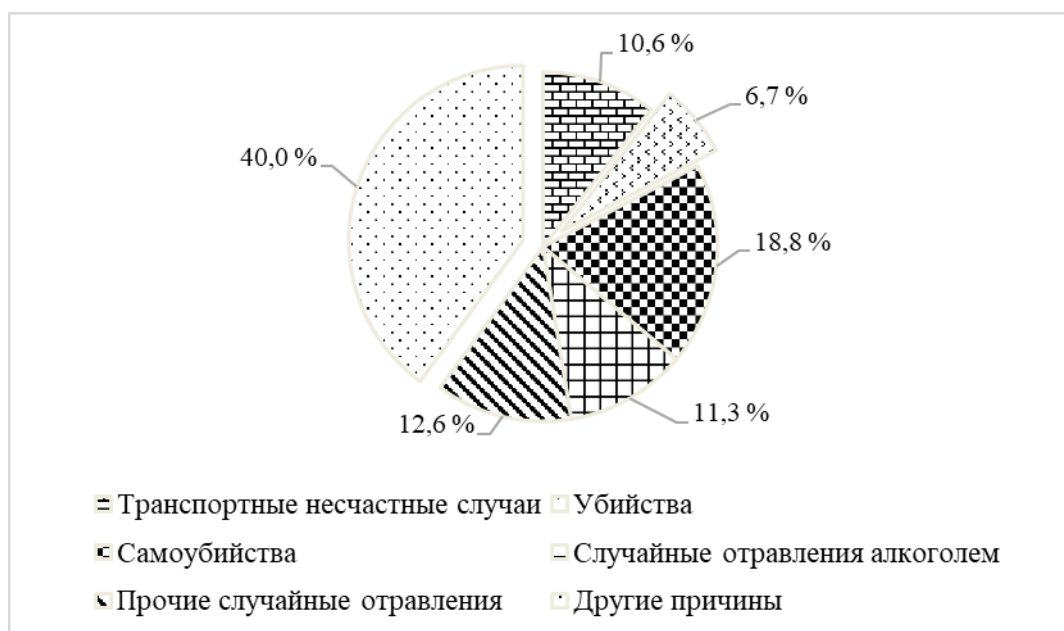 10,6 %
6,7 %
40,0 %
18,8 %
11,3 %
12,6 %
Транспортные несчастные случаи
Убийства
Самоубийства
Случайные отравления алкоголем
Прочие случайные отравления
Другие причины